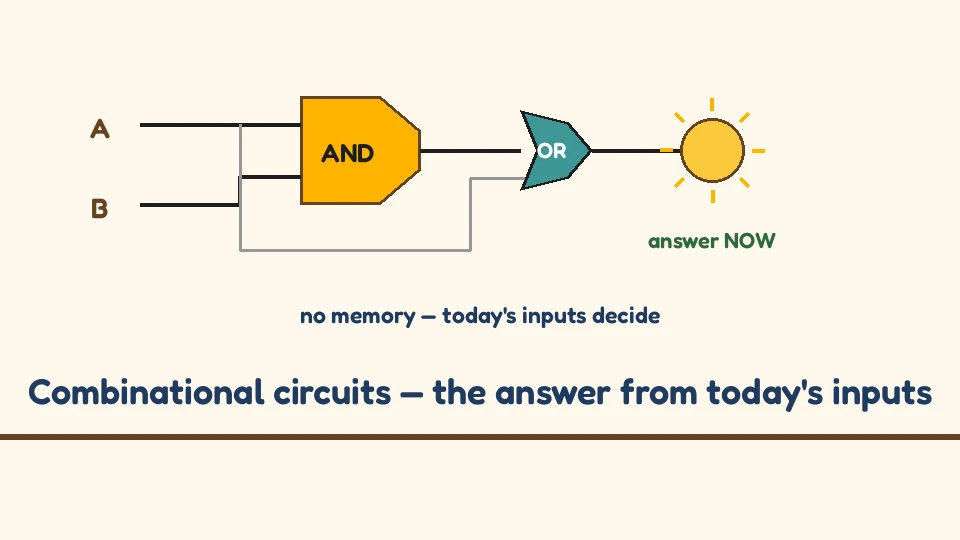 A
B
AND
OR
answer NOW
no memory — today's inputs decide
Combinational circuits — the answer from today's inputs